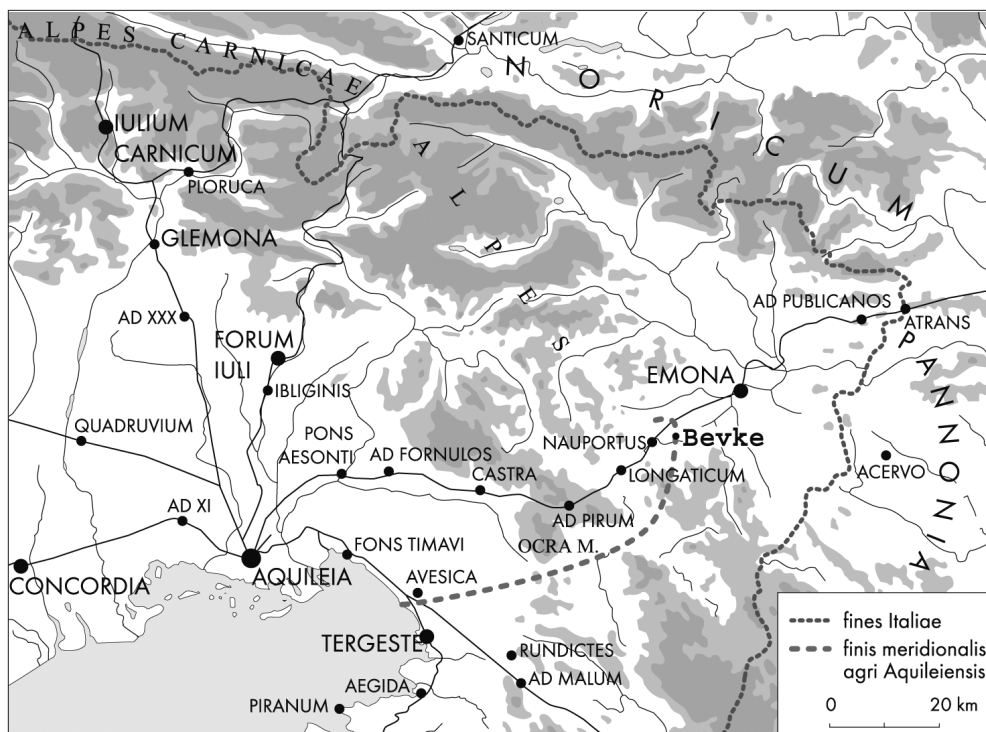 ALPES CARNICAE
SANTICUM
NORICUM
IULIUM
CARNICUM
PLORUCA
ALPES
GLEMONA
AD XXX
AD PUBLICANOS
ATRANS
PANNONIA
FORUM
IULI
IBLIGINIS
EMONA
QUADRUVIUM
PONS
AESONTI
AD FORNULOS
NAUPORTUS
Bevke
CASTRA
LONGATICUM
ACERVO
AD XI
AD PIRUM
OCRA M.
FONS TIMAVI
CONCORDIA
AQUILEIA
AVESICA
TERGESTE
RUNDICTES
AD MALUM
AEGIDA
PIRANUM
fines Italiae
finis meridionalis
agri Aquileiensis
0 20 km